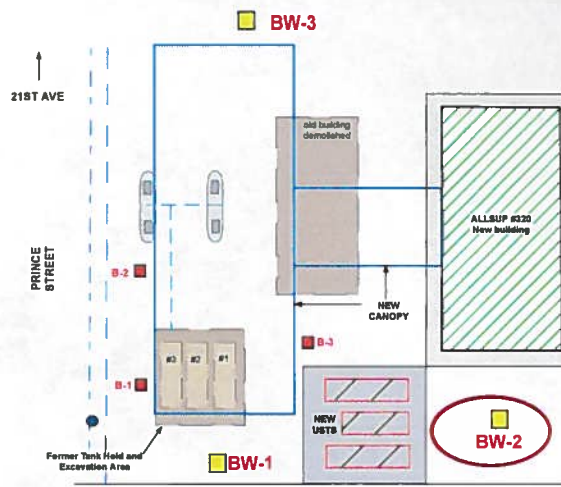 BW-3
21ST AVE
old building
demolished
ALLSUP #320
New building
PRINCE
STREET
B-2
NEW
CANOPY
B-3
#3 #2 #1
B-1
NEW
USTS
BW-2
Former Tank Hold and
Excavation Area
BW-1